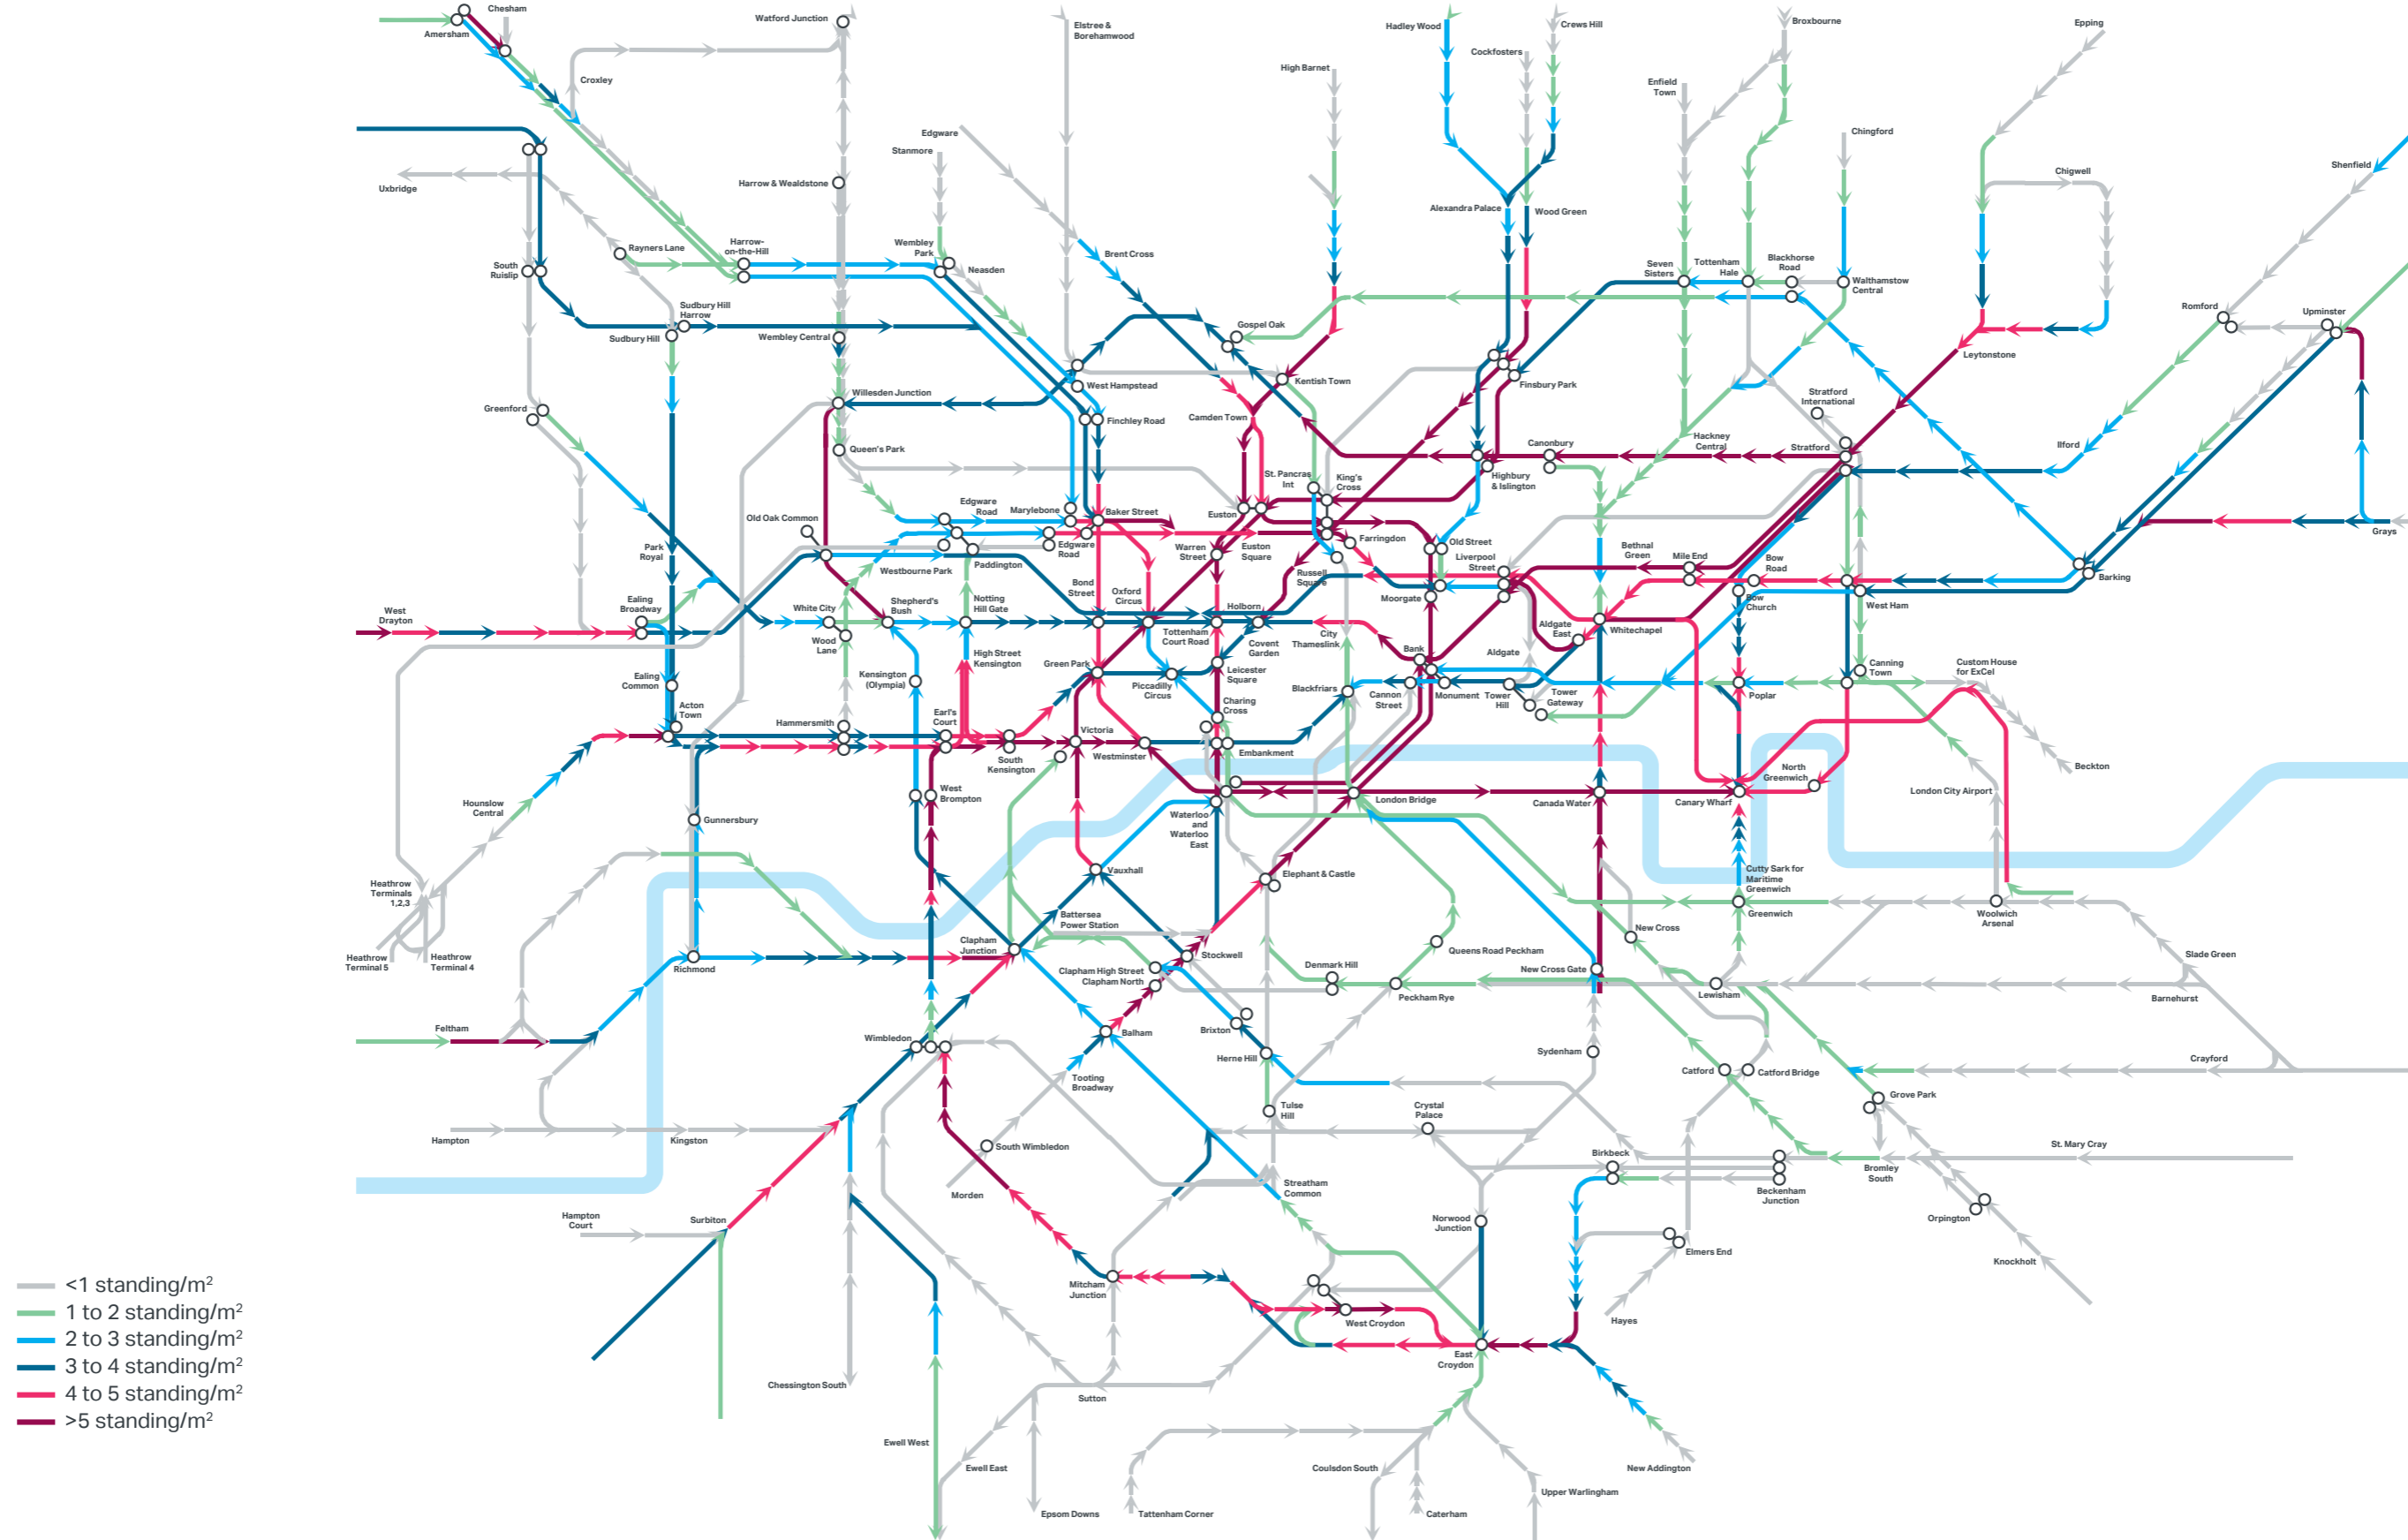 Chesham
Amersham
Watford Junction
Elstree &
Borehamwood
Hadley Wood
Crews Hill
Broxbourne
Epping
Cockfosters
High Barnet
Croxley
Enfield
Town
Edgware
Stanmore
Chingford
Shenfield
Uxbridge
Harrow & Wealdstone
Chigwell
Alexandra Palace
Wood Green
Rayners Lane
Harrow-
on-the-Hill
Wembley
Park
Brent Cross
Neasden
South
Ruislip
Seven
Sisters
Tottenham
Hale
Blackhorse
Road
Walthamstow
Central
Romford
Upminster
Sudbury Hill
Harrow
Sudbury Hill
Wembley Central
Gospel Oak
Leytonstone
Greenford
Willesden Junction
West Hampstead
Kentish Town
Finsbury Park
Finchley Road
Camden Town
Stratford
International
Queen's Park
Canonbury
Hackney
Central
Stratford
Ilford
Highbury
& Islington
St. Pancras
Int
King's
Cross
Edgware
Road
Marylebone
Baker Street
Euston
Old Oak Common
Grays
Park
Royal
Westbourne Park
Paddington
Edgware
Road
Warren
Street
Euston
Square
Farringdon
Old Street
Liverpool
Street
Bethnal
Green
Mile End
Bow
Road
Barking
Russell
Square
Moorgate
Bond
Street
Oxford
Circus
Holborn
Bow
Church
West Ham
West
Drayton
Ealing
Broadway
White City
Shepherd's
Bush
Notting
Hill Gate
Wood
Lane
Tottenham
Court Road
Covent
Garden
City
Thameslink
Aldgate
East
Whitechapel
High Street
Kensington
Green Park
Leicester
Square
Bank
Aldgate
Canning
Town
Custom House
for ExCel
Ealing
Common
Kensington
(Olympia)
Piccadilly
Circus
Blackfriars
Cannon
Street
Monument
Tower
Hill
Tower
Gateway
Poplar
Acton
Town
Hammersmith
Earl's
Court
Charing
Cross
Victoria
South
Kensington
Westminster
Embankment
Beckton
Hounslow
Central
Gunnersbury
West
Brompton
Waterloo
and
Waterloo
East
London Bridge
Canada Water
Canary Wharf
North
Greenwich
London City Airport
Heathrow
Terminals
1,2,3
Vauxhall
Elephant & Castle
Cutty Sark for
Maritime
Greenwich
Greenwich
Woolwich
Arsenal
Battersea
Power Station
Heathrow
Terminal 5
Heathrow
Terminal 4
Richmond
Clapham
Junction
Stockwell
Clapham High Street
Clapham North
Denmark Hill
Queens Road Peckham
Peckham Rye
New Cross
New Cross Gate
Lewisham
Slade Green
Barnehurst
Feltham
Wimbledon
Balham
Brixton
Herne Hill
Sydenham
Catford
Catford Bridge
Crayford
Tooting
Broadway
Grove Park
Tulse
Hill
Crystal
Palace
Hampton
Kingston
South Wimbledon
Morden
Streatham
Common
Birkbeck
Beckenham
Junction
Bromley
South
St. Mary Cray
Hampton
Court
Surbiton
Norwood
Junction
Elmers End
Orpington
Knockholt
Mitcham
Junction
West Croydon
Hayes
East
Croydon
Chessington South
Sutton
Ewell West
Ewell East
Epsom Downs
Tattenham Corner
Coulsdon South
Caterham
Upper Warlingham
New Addington
<1 standing/m²
1 to 2 standing/m²
2 to 3 standing/m²
3 to 4 standing/m²
4 to 5 standing/m²
>5 standing/m²